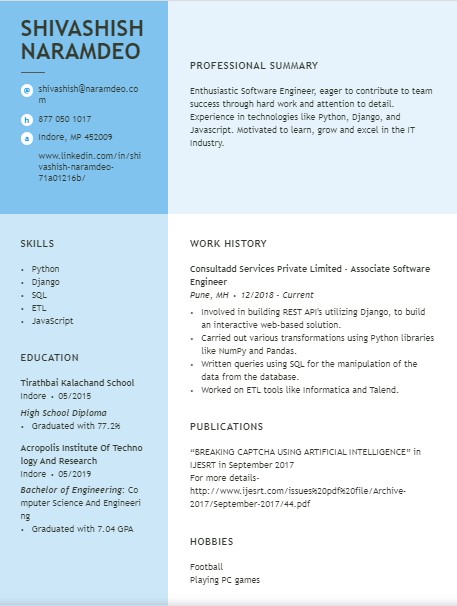 SHIVASHISH
NARAMDEO
@ shivashish@naramdeo.co
m
h 877 050 1017
a Indore, MP 452009
www.linkedin.com/in/shi
vashish-naramdeo-
71a01216b/
PROFESSIONAL SUMMARY
Enthusiastic Software Engineer, eager to contribute to team
success through hard work and attention to detail.
Experience in technologies like Python, Django, and
Javascript. Motivated to learn, grow and excel in the IT
Industry.
SKILLS
• Python
• Django
• SQL
• ETL
• JavaScript
EDUCATION
Tirathbai Kalachand School
Indore • 05/2015
High School Diploma
• Graduated with 77.2%
Acropolis Institute Of Techno
logy And Research
Indore • 05/2019
Bachelor of Engineering: Co
mputer Science And Engineeri
ng
• Graduated with 7.04 GPA
WORK HISTORY
Consultadd Services Private Limited - Associate Software
Engineer
Pune, MH • 12/2018 - Current
• Involved in building REST API's utilizing Django, to build
an interactive web-based solution.
• Carried out various transformations using Python libraries
like NumPy and Pandas.
• Written queries using SQL for the manipulation of the
data from the database.
• Worked on ETL tools like Informatica and Talend.
PUBLICATIONS
“BREAKING CAPTCHA USING ARTIFICIAL INTELLIGENCE” in
IJESRT in September 2017
For more details-
http://www.ijesrt.com/issues%20pdf%20file/Archive-
2017/September-2017/44.pdf
HOBBIES
Football
Playing PC games